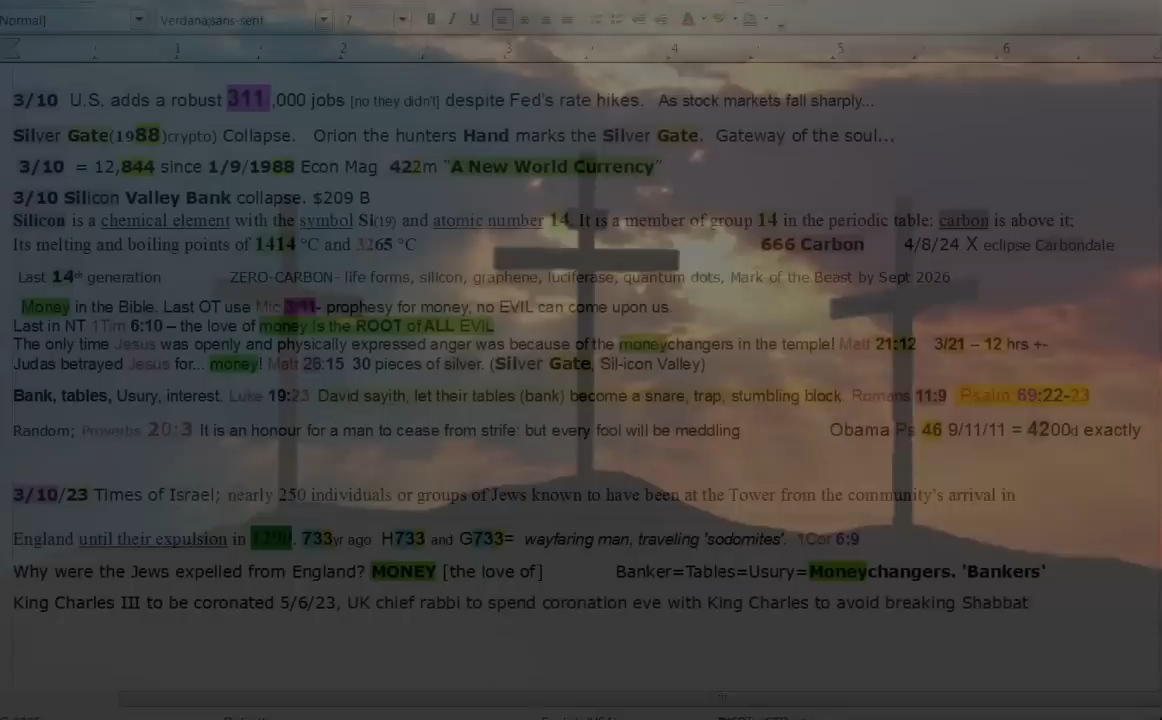 Normal] Verdana;sans-serif 7 B I U A
1 2 3 4 5 6
3/10 U.S. adds a robust 311,000 jobs [no they didn't] despite Fed's rate hikes. As stock markets fall sharply...
Silver Gate(1988)crypto) Collapse. Orion the hunters Hand marks the Silver Gate. Gateway of the soul...
3/10 = 12,844 since 1/9/1988 Econ Mag 422m "A New World Currency"
3/10 Silicon Valley Bank collapse. $209 B
Silicon is a chemical element with the symbol Si(19) and atomic number 14. It is a member of group 14 in the periodic table: carbon is above it;
Its melting and boiling points of 1414 °C and 3265 °C 666 Carbon 4/8/24 X eclipse Carbondale
Last 14th generation ZERO-CARBON- life forms, silicon, graphene, luciferase, quantum dots, Mark of the Beast by Sept 2026
Money in the Bible. Last OT use Mic 3/11- prophesy for money, no EVIL can come upon us.
Last in NT 1Tim 6:10 – the love of money is the ROOT of ALL EVIL
The only time Jesus was openly and physically expressed anger was because of the moneychangers in the temple! Matt 21:12 3/21 – 12 hrs +-
Judas betrayed Jesus for... money! Matt 26:15 30 pieces of silver. (Silver Gate, Sil-icon Valley)
Bank, tables, Usury, interest. Luke 19:23 David sayith, let their tables (bank) become a snare, trap, stumbling block. Romans 11:9 Psalm 69:22-23
Random; Proverbs 20:3 It is an honour for a man to cease from strife: but every fool will be meddling Obama Ps 46 9/11/11 = 4200d exactly
3/10/23 Times of Israel; nearly 250 individuals or groups of Jews known to have been at the Tower from the community's arrival in
England until their expulsion in 1290. 733yr ago H733 and G733= wayfaring man, traveling 'sodomites'. 1Cor 6:9
Why were the Jews expelled from England? MONEY [the love of] Banker=Tables=Usury=Moneychangers. 'Bankers'
King Charles III to be coronated 5/6/23, UK chief rabbi to spend coronation eve with King Charles to avoid breaking Shabbat